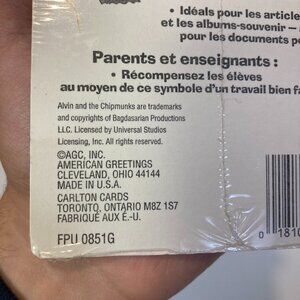 • Idéals pour les article
et les albums-souvenir —
pour les documents p
Parents et enseignants :
• Récompensez les élèves
au moyen de ce symbole d'un travail bien fa
Alvin and the Chipmunks are trademarks
and copyrights of Bagdasarian Productions
LLC. Licensed by Universal Studios
Licensing, Inc. All rights reserved.
©AGC, INC.
AMERICAN GREETINGS
CLEVELAND, OHIO 44144
MADE IN U.S.A.
CARLTON CARDS
TORONTO, ONTARIO M8Z 1S7
FABRIQUÉ AUX É.-U.
FPU 0851G
0 1810